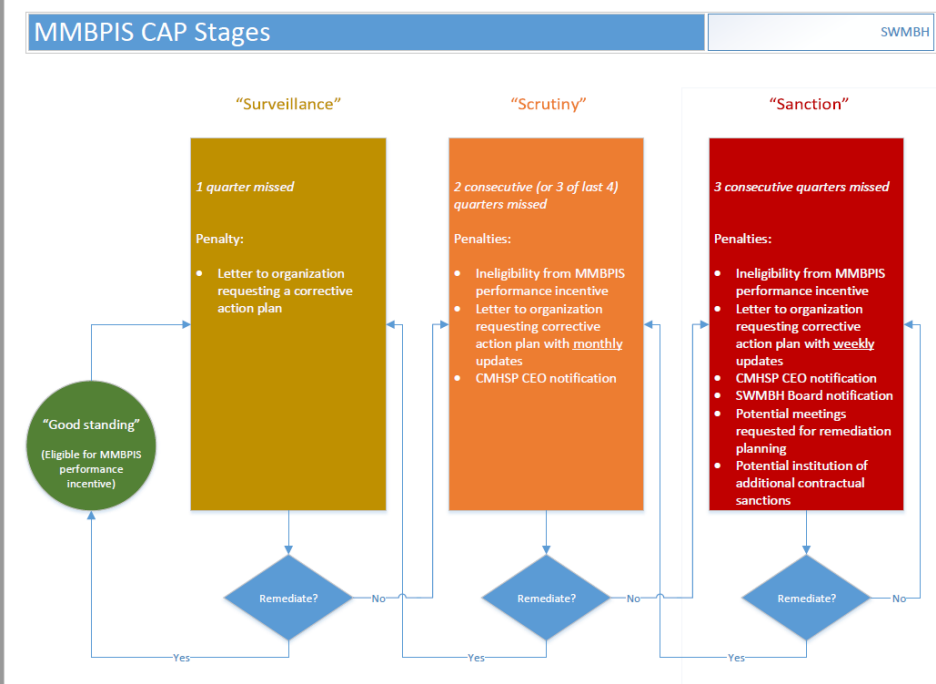 MMBPIS CAP Stages
SWMBH
“Surveillance”
“Scrutiny”
“Sanction”
1 quarter missed
Penalty:
• Letter to organization
requesting a corrective
action plan
2 consecutive (or 3 of last 4)
quarters missed
Penalties:
• Ineligibility from MMBPIS
performance incentive
• Letter to organization
requesting corrective
action plan with monthly
updates
• CMHSP CEO notification
3 consecutive quarters missed
Penalties:
• Ineligibility from MMBPIS
performance incentive
• Letter to organization
requesting corrective
action plan with weekly
updates
• CMHSP CEO notification
• SWMBH Board notification
• Potential meetings
requested for remediation
planning
• Potential institution of
additional contractual
sanctions
“Good standing”
(Eligible for MMBPIS
performance
incentive)
Remediate?
No
Remediate?
No
Remediate?
No
Yes
Yes
Yes